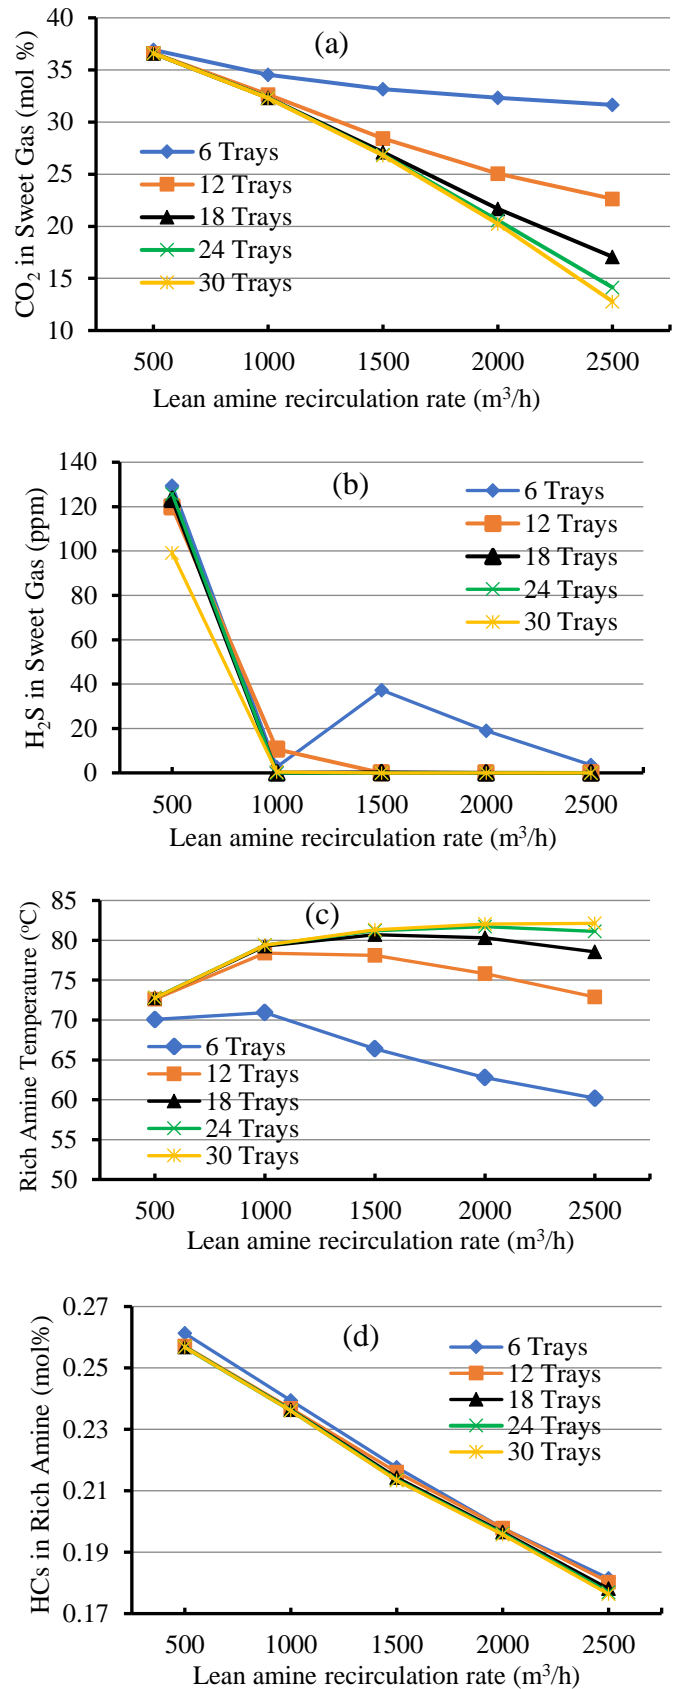 (a)
CO₂ in Sweet Gas (mol %)
40
35
30
25
20
15
10
6 Trays
12 Trays
18 Trays
24 Trays
30 Trays
500 1000 1500 2000 2500
Lean amine recirculation rate (m³/h)
(b)
H₂S in Sweet Gas (ppm)
140
120
100
80
60
40
20
0
6 Trays
12 Trays
18 Trays
24 Trays
30 Trays
500 1000 1500 2000 2500
Lean amine recirculation rate (m³/h)
(c)
Rich Amine Temperature (°C)
85
80
75
70
65
60
55
50
6 Trays
12 Trays
18 Trays
24 Trays
30 Trays
500 1000 1500 2000 2500
Lean amine recirculation rate (m³/h)
(d)
HCs in Rich Amine (mol%)
0.27
0.25
0.23
0.21
0.19
0.17
6 Trays
12 Trays
18 Trays
24 Trays
30 Trays
500 1000 1500 2000 2500
Lean amine recirculation rate (m³/h)